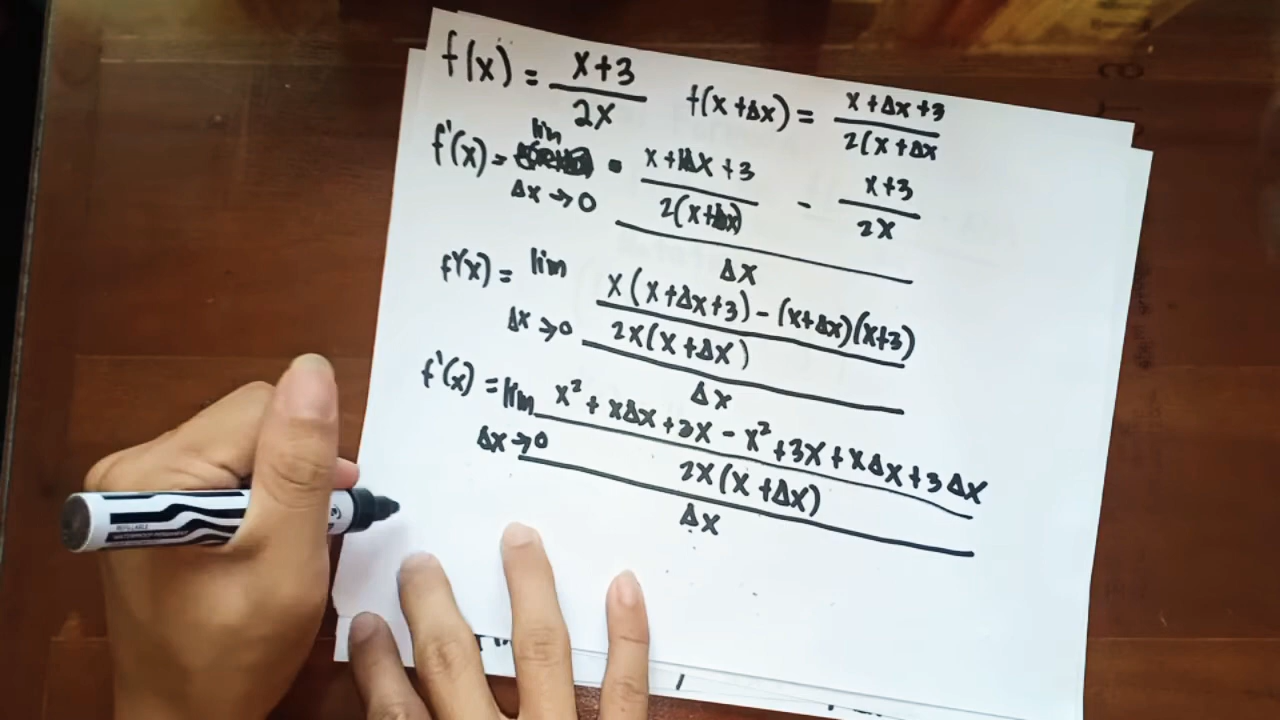 f(x) = x+3 / 2x f(x+Δx) = x+Δx+3 / 2(x+Δx
f'(x) = lim Δx→0 x+Δx+3 / 2(x+Δx) - x+3 / 2x / Δx
f'(x) = lim Δx→0 x(x+Δx+3) - (x+Δx)(x+3) / 2x(x+Δx) / Δx
f'(x) = lim Δx→0 x² + xΔx + 3x - x² + 3x + xΔx + 3Δx / 2x(x+Δx) / Δx
REFILLABLE